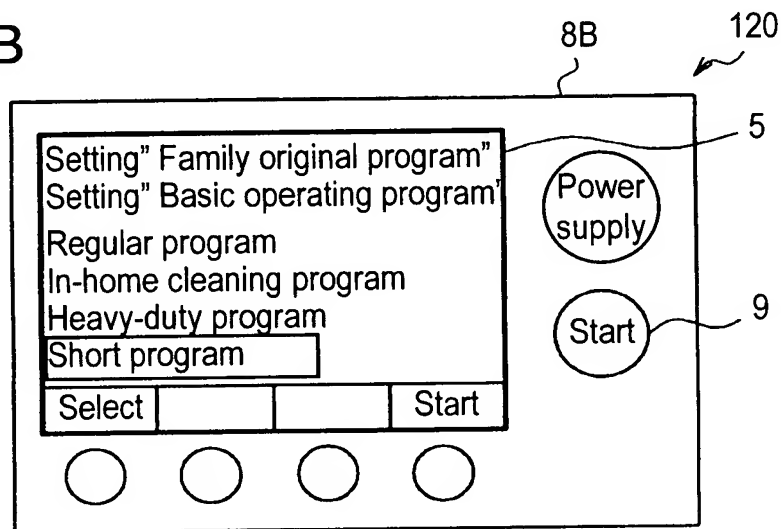 B
8B
120
Setting" Family original program"
Setting" Basic operating program"
Regular program
In-home cleaning program
Heavy-duty program
Short program
Select
Start
5
Power
supply
Start
9